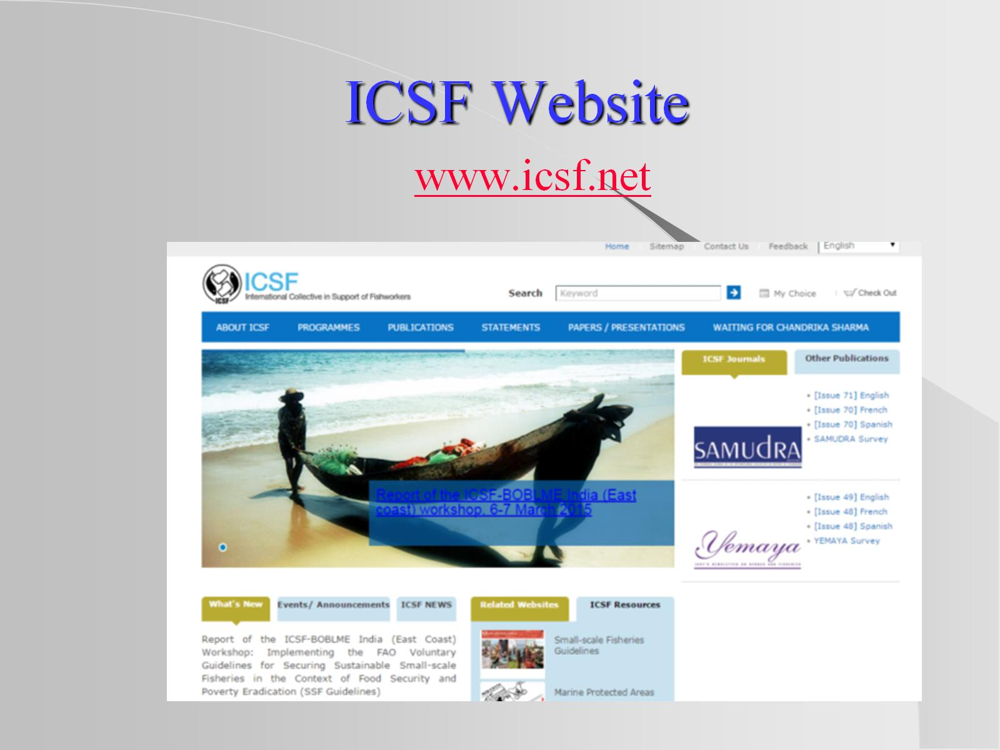 ICSF Website
www.icsf.net
Home
Sitemap
Contact Us
Feedback
English
ICSF
International Collective in Support of Fishworkers
ICSF
Search
Keyword
My Choice
Check Out
ABOUT ICSF
PROGRAMMES
PUBLICATIONS
STATEMENTS
PAPERS / PRESENTATIONS
WAITING FOR CHANDRIKA SHARMA
Report of the ICSF-BOBLME India (East
coast) workshop, 6-7 March 2015
ICSF Journals
Other Publications
[Issue 71] English
[Issue 70] French
[Issue 70] Spanish
SAMUDRA Survey
SAMUDRA
[Issue 49] English
[Issue 48] French
[Issue 48] Spanish
YEMAYA Survey
Yemaya
ICSF'S NEWSLETTER ON GENDER AND FISHERIES
What's New
Events/ Announcements
ICSF NEWS
Report of the ICSF-BOBLME India (East Coast)
Workshop: Implementing the FAO Voluntary
Guidelines for Securing Sustainable Small-scale
Fisheries in the Context of Food Security and
Poverty Eradication (SSF Guidelines)
Related Websites
ICSF Resources
Small-scale Fisheries
Guidelines
Marine Protected Areas